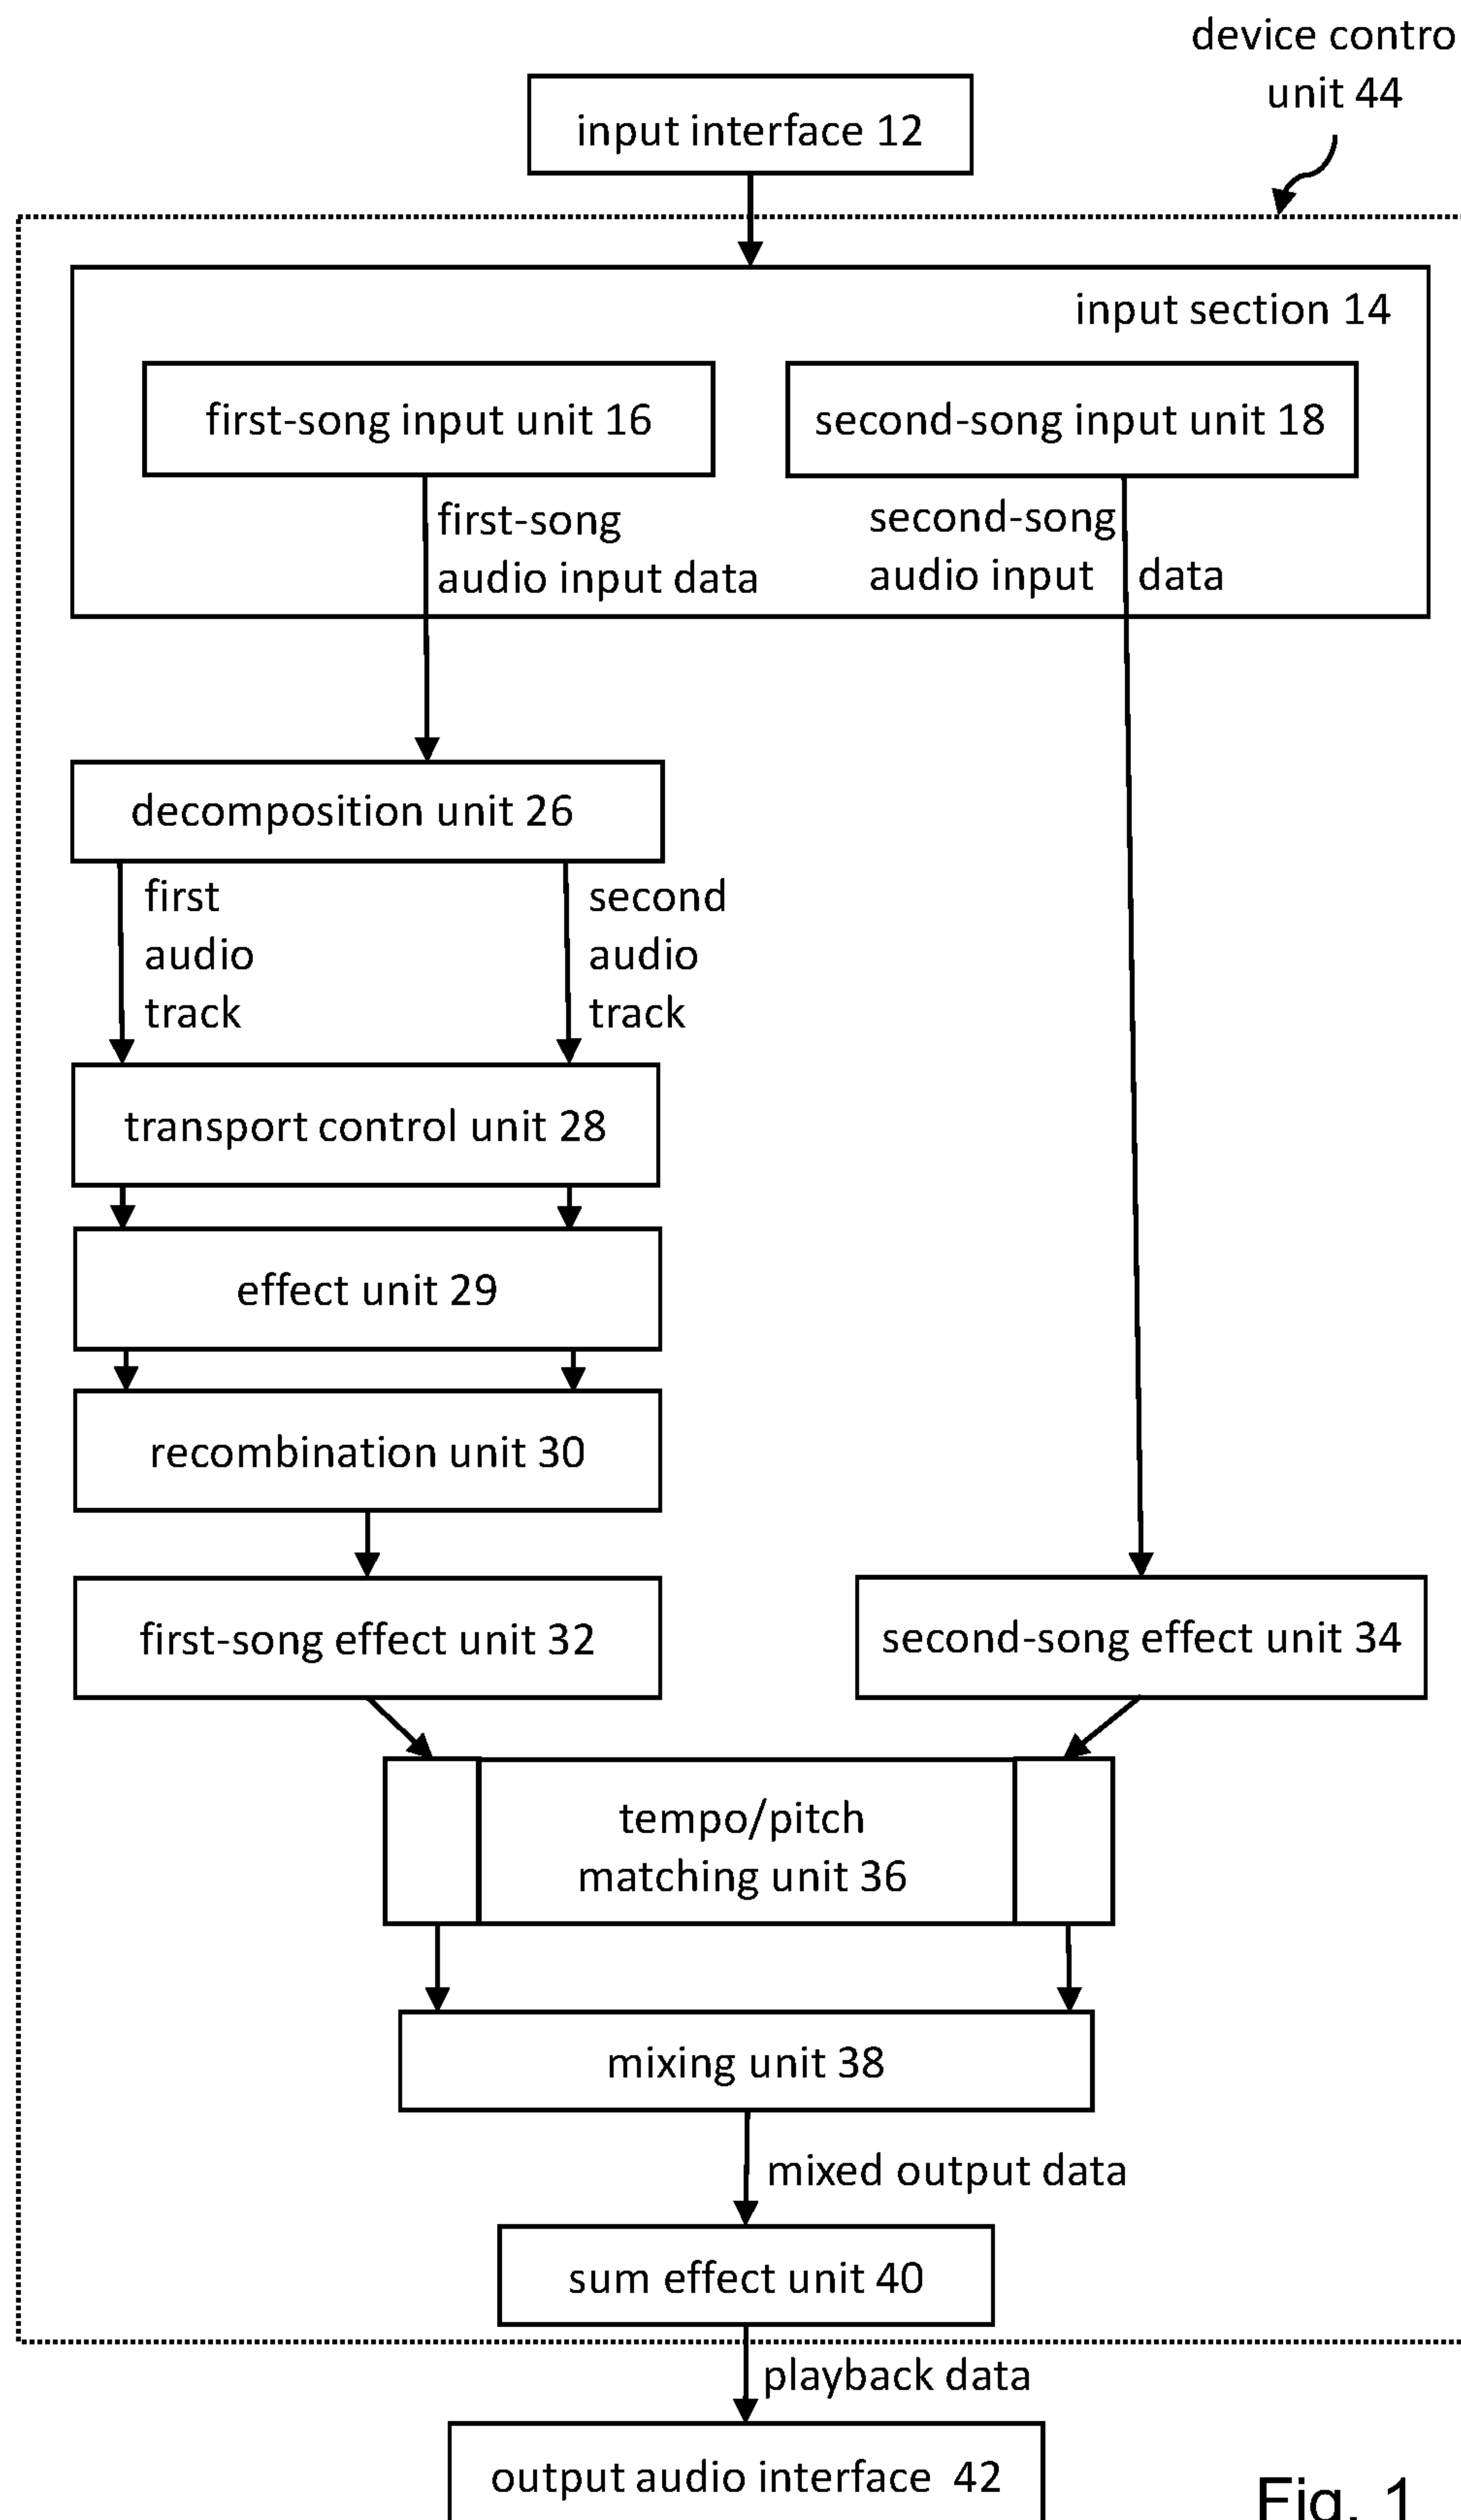 device contro
unit 44
input interface 12
input section 14
first-song input unit 16
second-song input unit 18
first-song
audio input data
second-song
audio input data
decomposition unit 26
first
audio
track
second
audio
track
transport control unit 28
effect unit 29
recombination unit 30
first-song effect unit 32
second-song effect unit 34
tempo/pitch
matching unit 36
mixing unit 38
mixed output data
sum effect unit 40
playback data
output audio interface 42
Fig. 1